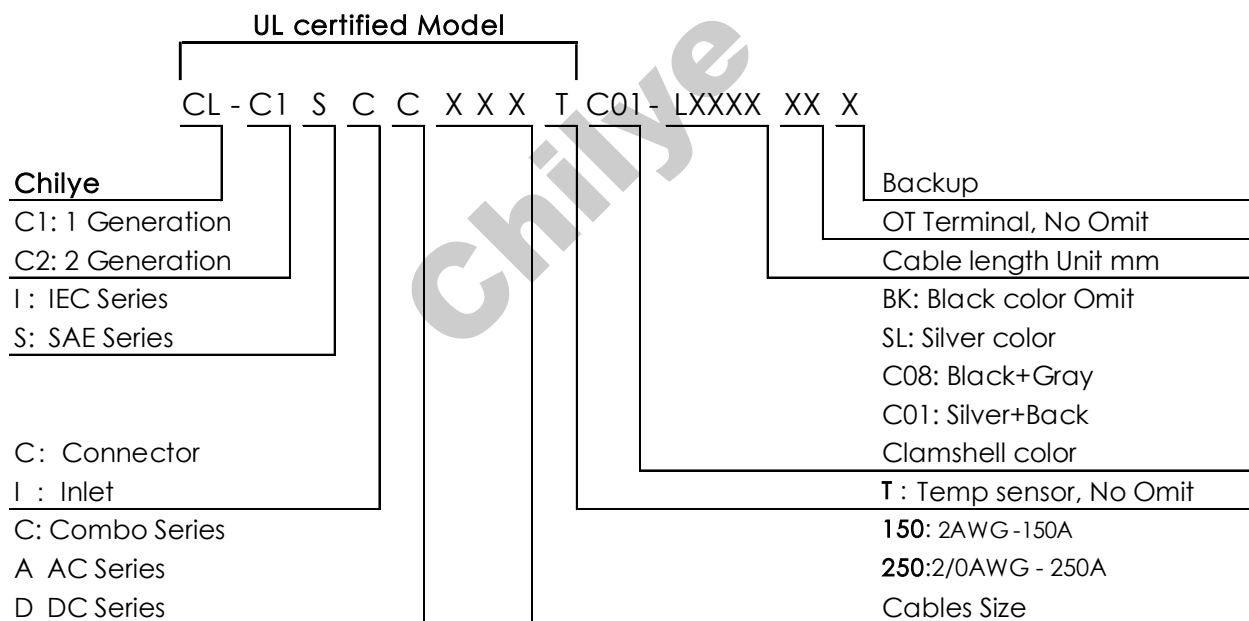 UL certified Model
CL - C1 S C C X X X T C01 - LXXXX XX X
Chilye
C1: 1 Generation
C2: 2 Generation
I : IEC Series
S: SAE Series
C: Connector
I : Inlet
C: Combo Series
A AC Series
D DC Series
Backup
OT Terminal, No Omit
Cable length Unit mm
BK: Black color Omit
SL: Silver color
C08: Black+Gray
C01: Silver+Back
Clamshell color
T : Temp sensor, No Omit
150: 2AWG -150A
250:2/0AWG - 250A
Cables Size
Chilye